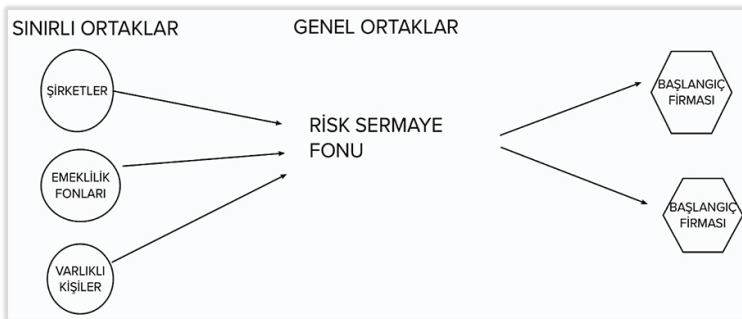 SINIRLI ORTAKLAR
GENEL ORTAKLAR
ŞİRKETLER
EMEKLİLİK
FONLARI
VARLIKLI
KİŞİLER
RİSK SERMAYE
FONU
BAŞLANGIÇ
FİRMASI
BAŞLANGIÇ
FİRMASI